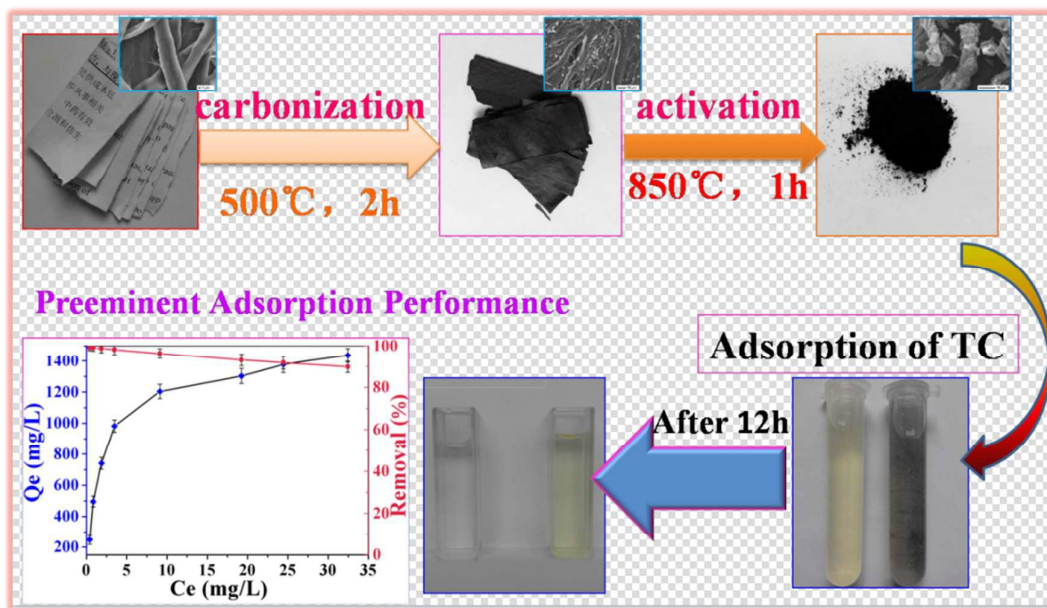 carbonization
500℃，2h
activation
850℃，1h
Preeminent Adsorption Performance
Adsorption of TC
After 12h
Qe (mg/L)
1400
1200
1000
800
600
400
200
0
5
10
15
20
25
30
35
Ce (mg/L)
100
80
60
40
20
0
Removal (%)